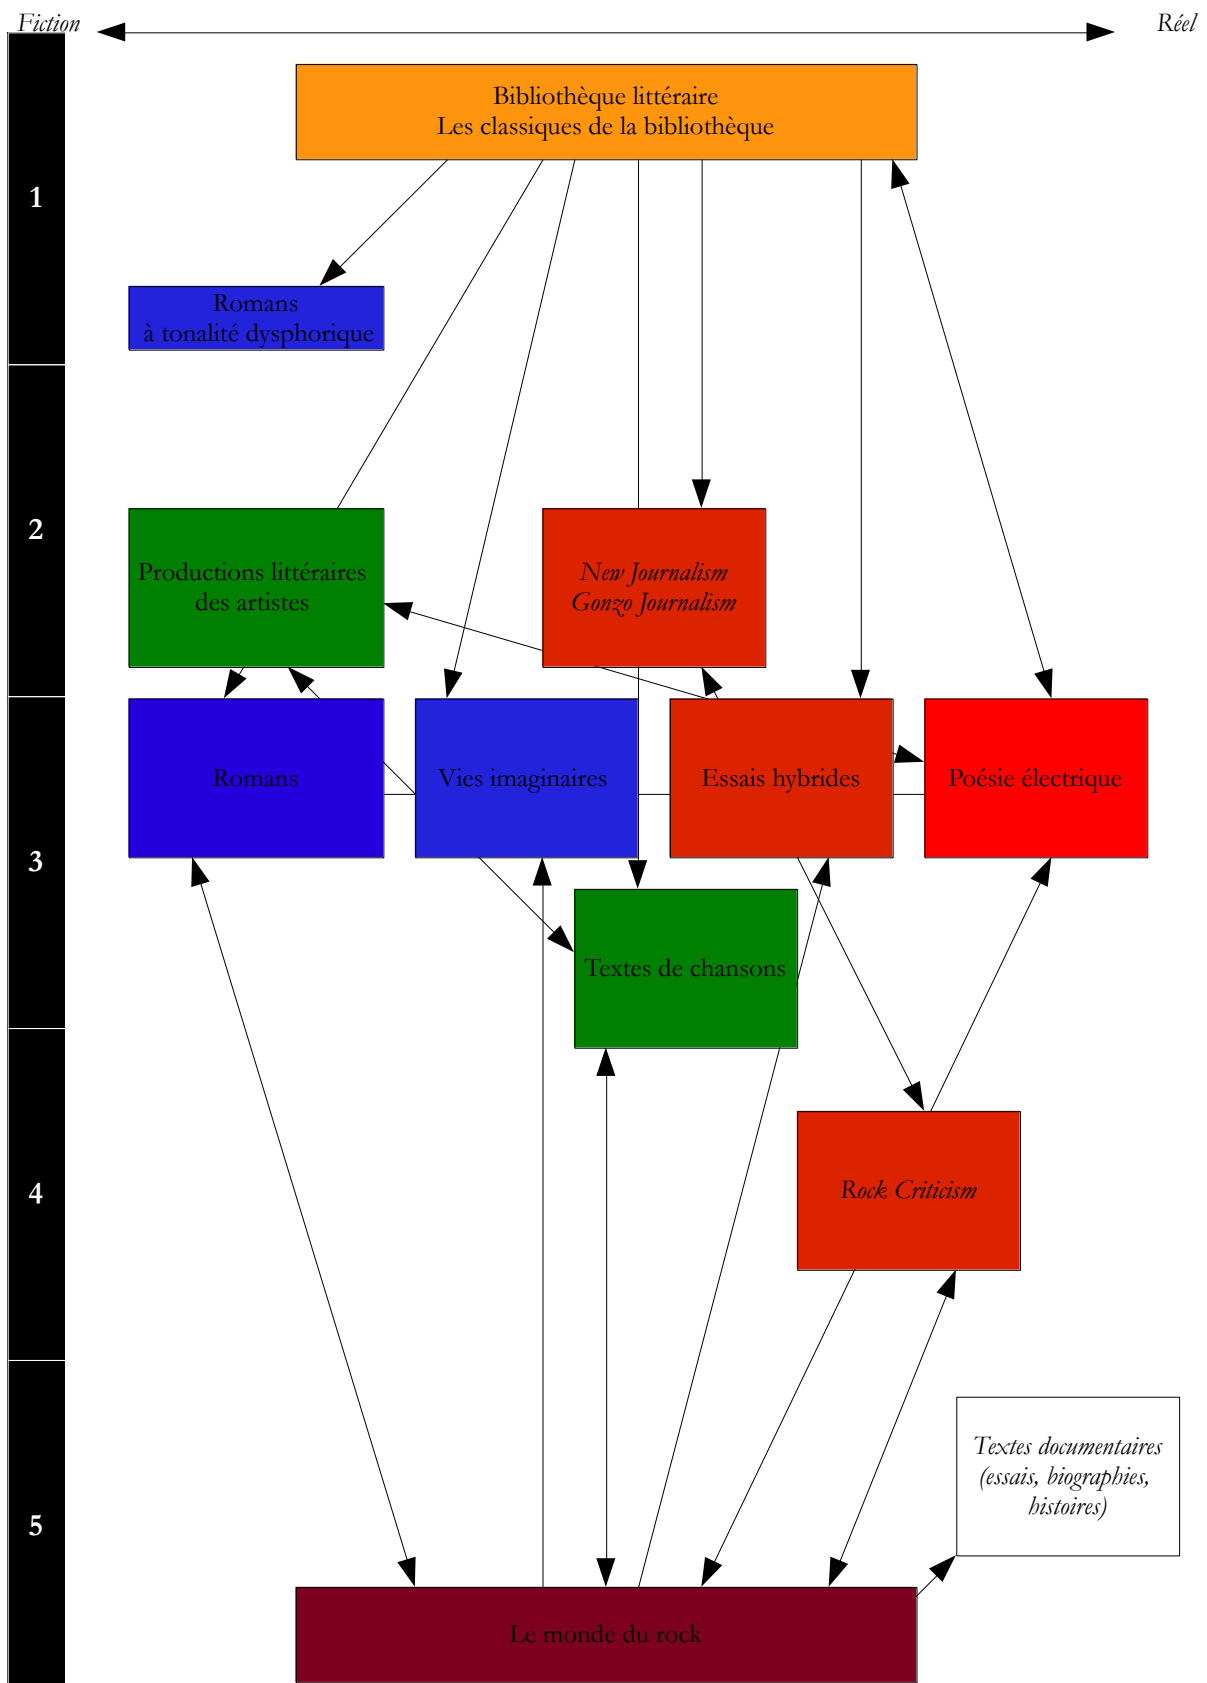 Fiction
Réel
Bibliothèque littéraire
Les classiques de la bibliothèque
1
Romans
à tonalité dysphorique
2
Productions littéraires
des artistes
New Journalism
Gonzo Journalism
Romans
Vies imaginaires
Essais hybrides
Poésie électrique
3
Textes de chansons
4
Rock Criticism
Textes documentaires
(essais, biographies,
histoires)
5
Le monde du rock